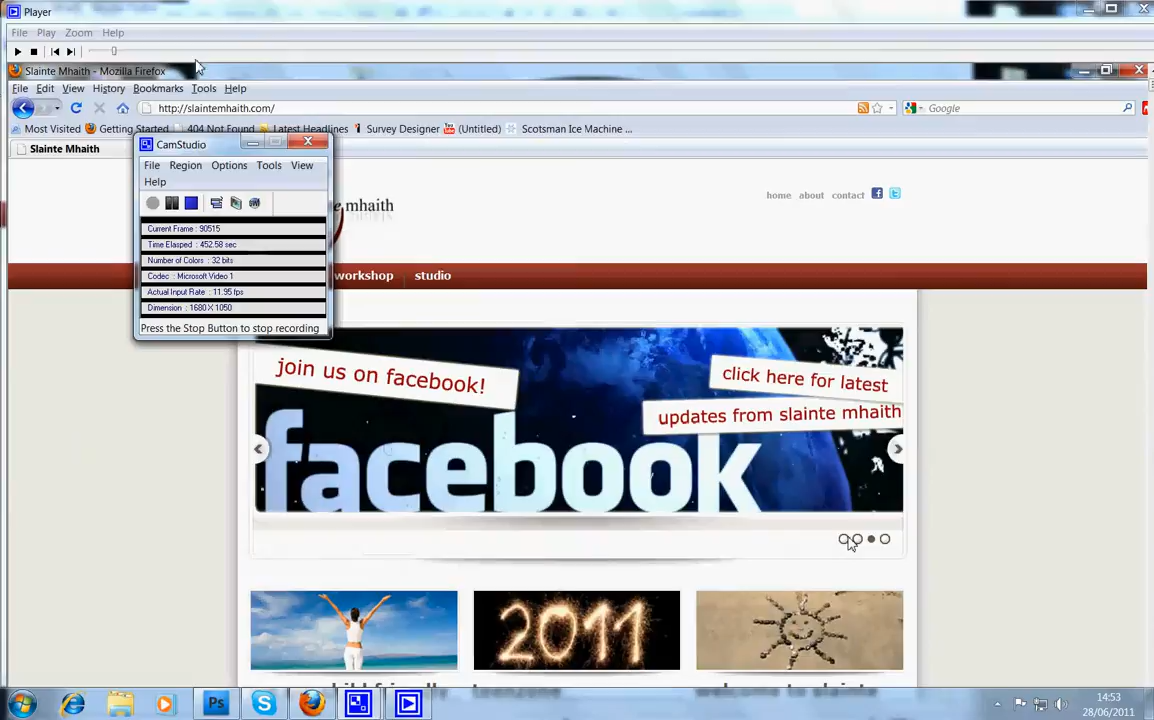 Player
File Play Zoom Help
Slainte Mhaith - Mozilla Firefox
File Edit View History Bookmarks Tools Help
http://slaintemhaith.com/
Google
Most Visited Getting Started 404 Not Found Latest Headlines Survey Designer (Untitled) Scotsman Ice Machine ...
Slainte Mhaith
CamStudio
File Region Options Tools View
Help
Current Frame : 90515
Time Elasped : 452.58 sec
Number of Colors : 32 bits
Codec : Microsoft Video 1
Actual Input Rate : 11.95 fps
Dimension : 1680 X 1050
Press the Stop Button to stop recording
mhaith
home about contact
workshop studio
join us on facebook!
click here for latest
updates from slainte mhaith
facebook
2011
welcome to slainte
14:53
28/06/2011